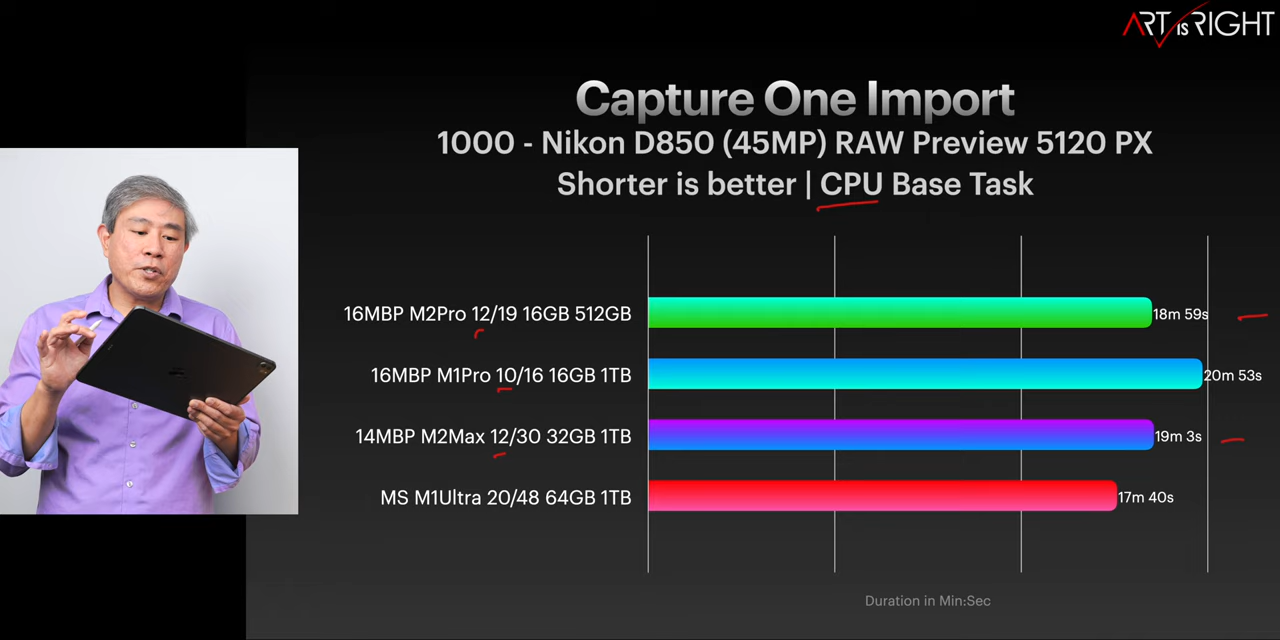 ART IS RIGHT
Capture One Import
1000 - Nikon D850 (45MP) RAW Preview 5120 PX
Shorter is better | CPU Base Task
16MBP M2Pro 12/19 16GB 512GB 18m 59s
16MBP M1Pro 10/16 16GB 1TB 20m 53s
14MBP M2Max 12/30 32GB 1TB 19m 3s
MS M1Ultra 20/48 64GB 1TB 17m 40s
Duration in Min:Sec